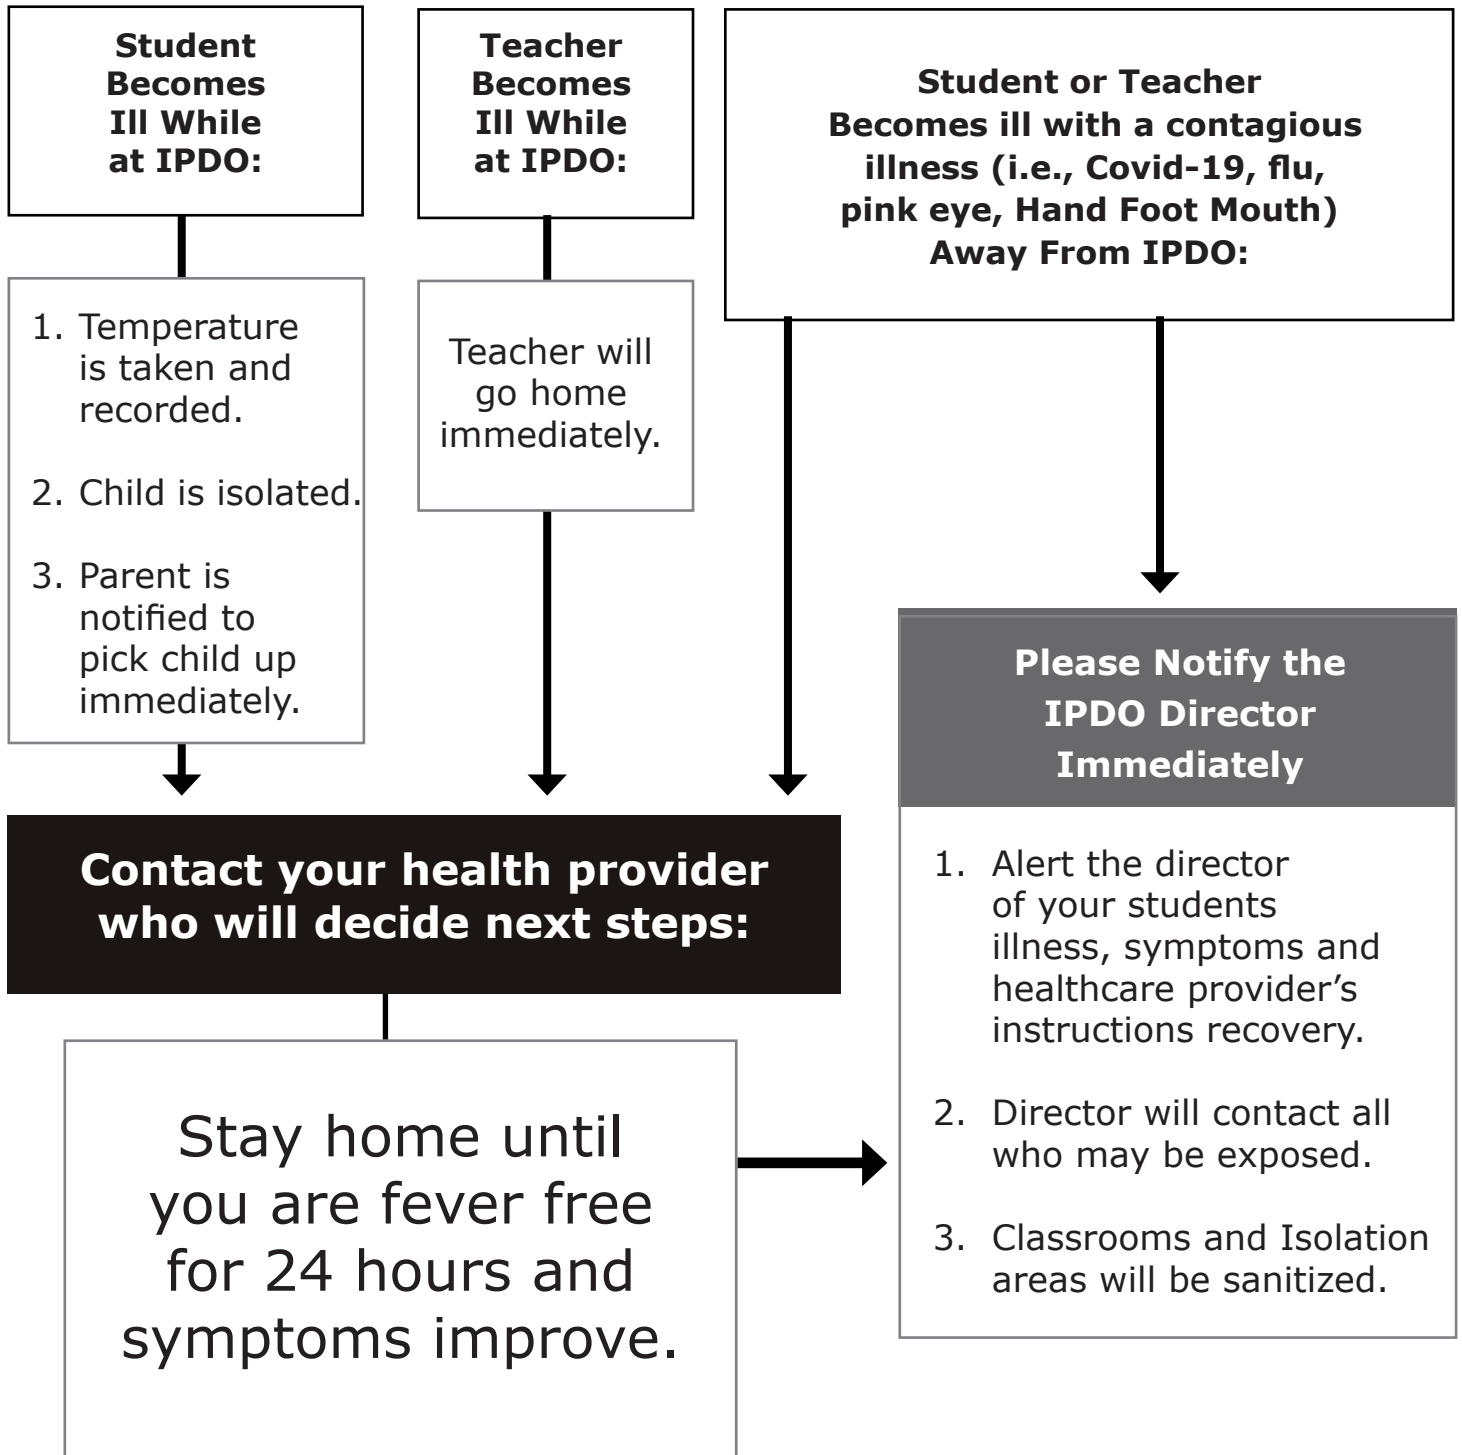 Student
Becomes
Ill While
at IPDO:
Teacher
Becomes
Ill While
at IPDO:
Student or Teacher
Becomes ill with a contagious
illness (i.e., Covid-19, flu,
pink eye, Hand Foot Mouth)
Away From IPDO:
1. Temperature
is taken and
recorded.
2. Child is isolated.
3. Parent is
notified to
pick child up
immediately.
Teacher will
go home
immediately.
Contact your health provider
who will decide next steps:
Stay home until
you are fever free
for 24 hours and
symptoms improve.
Please Notify the
IPDO Director
Immediately
1. Alert the director
of your students
illness, symptoms and
healthcare provider’s
instructions recovery.
2. Director will contact all
who may be exposed.
3. Classrooms and Isolation
areas will be sanitized.